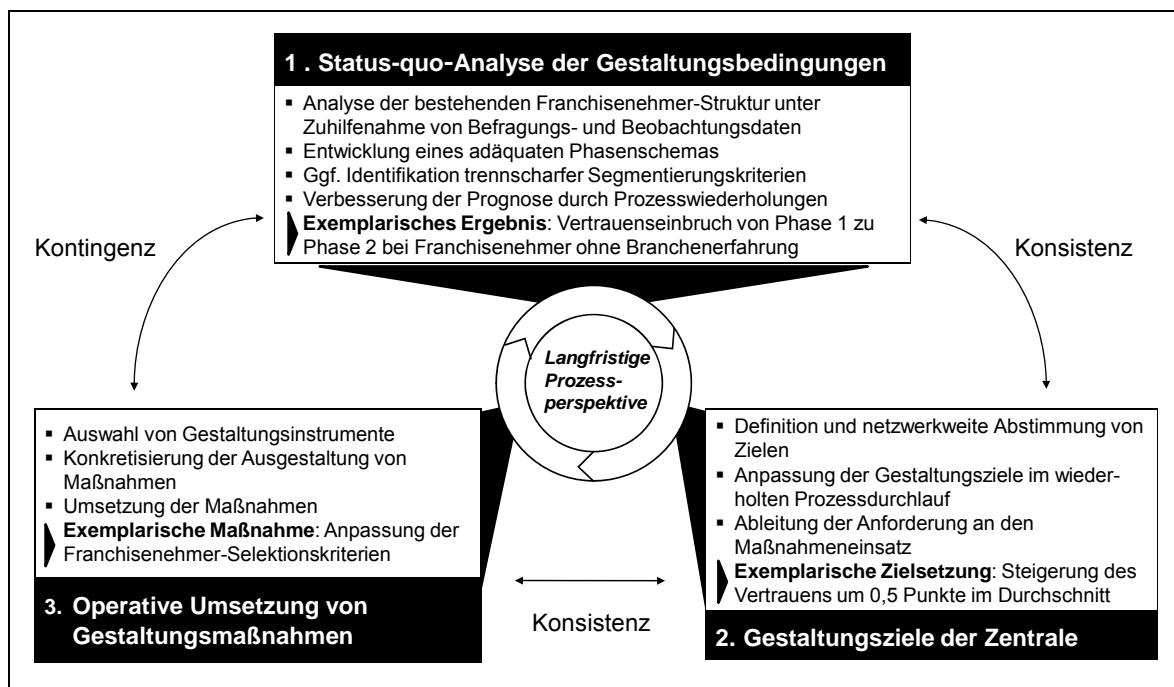 1 . Status-quo-Analyse der Gestaltungsbedingungen
▪ Analyse der bestehenden Franchisenehmer-Struktur unter
Zuhilfenahme von Befragungs- und Beobachtungsdaten
▪ Entwicklung eines adäquaten Phasenschemas
▪ Ggf. Identifikation trennscharfer Segmentierungskriterien
▪ Verbesserung der Prognose durch Prozesswiederholungen
Exemplarisches Ergebnis: Vertrauenseinbruch von Phase 1 zu
Phase 2 bei Franchisenehmer ohne Branchenerfahrung
Kontingenz
Konsistenz
Langfristige
Prozess-
perspektive
▪ Definition und netzwerkweite Abstimmung von
Zielen
▪ Anpassung der Gestaltungsziele im wieder-
holten Prozessdurchlauf
▪ Ableitung der Anforderung an den
Maßnahmeneinsatz
Exemplarische Zielsetzung: Steigerung des
Vertrauens um 0,5 Punkte im Durchschnitt
2. Gestaltungsziele der Zentrale
Konsistenz
▪ Auswahl von Gestaltungsinstrumente
▪ Konkretisierung der Ausgestaltung von
Maßnahmen
▪ Umsetzung der Maßnahmen
Exemplarische Maßnahme: Anpassung der
Franchisenehmer-Selektionskriterien
3. Operative Umsetzung von
Gestaltungsmaßnahmen